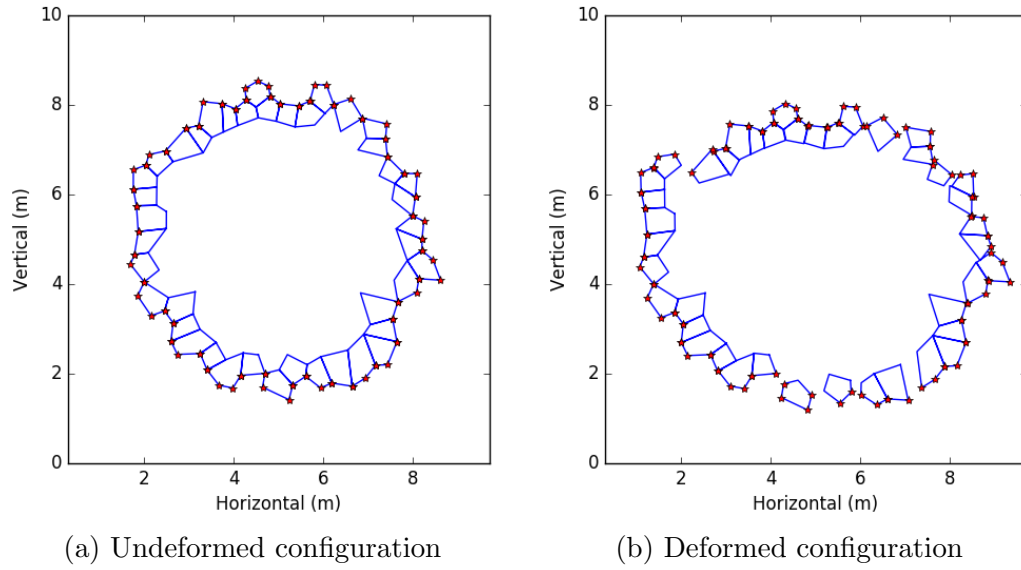 10
8
6
4
2
0
2 4 6 8
Vertical (m)
Horizontal (m)
(a) Undeformed configuration
10
8
6
4
2
0
2 4 6 8
Vertical (m)
Horizontal (m)
(b) Deformed configuration